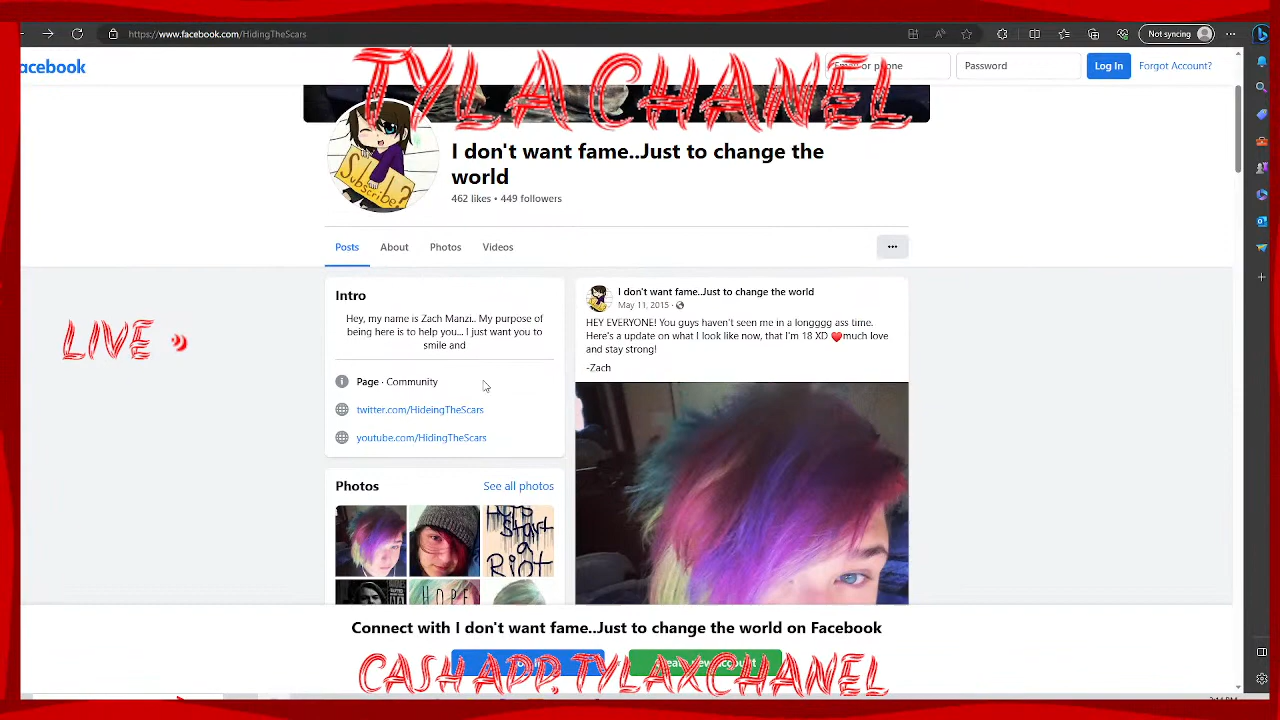 https://www.facebook.com/HidingTheScars
Not syncing
TYLA CHANEL
acebook
or phone
Password
Log In
Forgot Account?
Subscribe?
I don't want fame..Just to change the
world
462 likes • 449 followers
Posts
About
Photos
Videos
Intro
Hey, my name is Zach Manzi.. My purpose of
being here is to help you... I just want you to
smile and
Page · Community
twitter.com/HideingTheScars
youtube.com/HidingTheScars
LIVE
I don't want fame..Just to change the world
May 11, 2015
HEY EVERYONE! You guys haven't seen me in a longggg ass time.
Here's a update on what I look like now, that I'm 18 XD ❤️much love
and stay strong!
-Zach
Photos
See all photos
Let's
Start
a
Riot
HOPE
Connect with I don't want fame..Just to change the world on Facebook
CASH APP, TYLAXCHANEL